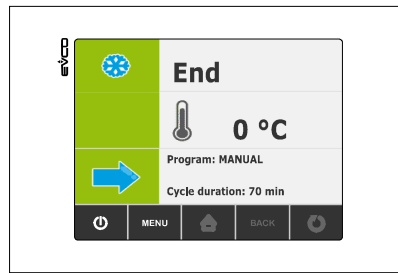 EVCO
End
0 °C
Program: MANUAL
Cycle duration: 70 min
MENU
BACK